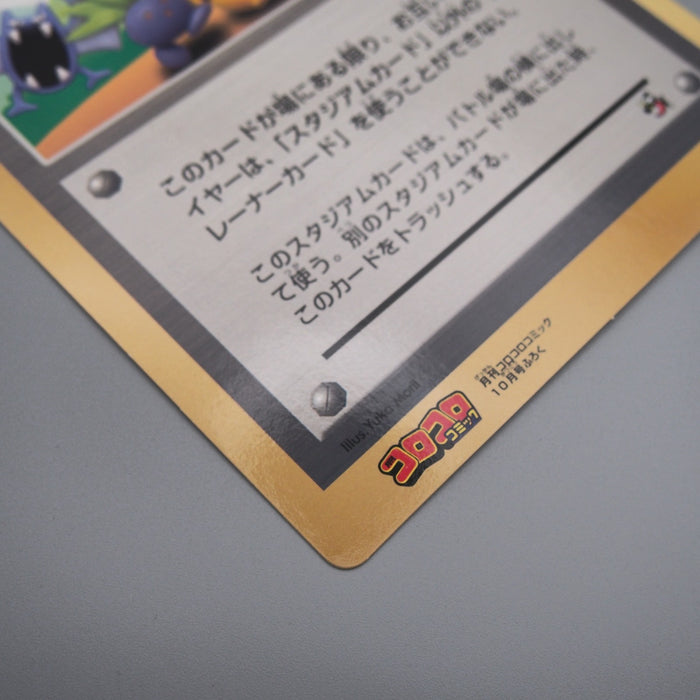 このカードが場にある限り、お互い
イヤーは、「スタジアムカード」以外の
レーナーカード」を使うことができない。
このスタジアムカードは、バトル場の横に出し
て使う。別のスタジアムカードが場に出た時、
このカードをトラッシュする。
Illus. Yuka Morii
コロコロ
コミック
月刊コロコロコミック
10月号ふろく